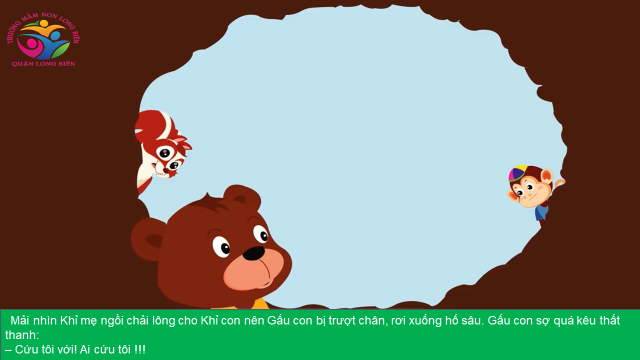 TRƯỜNG MẦM NON LONG BIÊN
QUẬN LONG BIÊN
Mải nhìn Khỉ mẹ ngồi chải lông cho Khỉ con nên Gấu con bị trượt chân, rơi xuống hố sâu. Gấu con sợ quá kêu thất
thanh:
– Cứu tôi với! Ai cứu tôi !!!